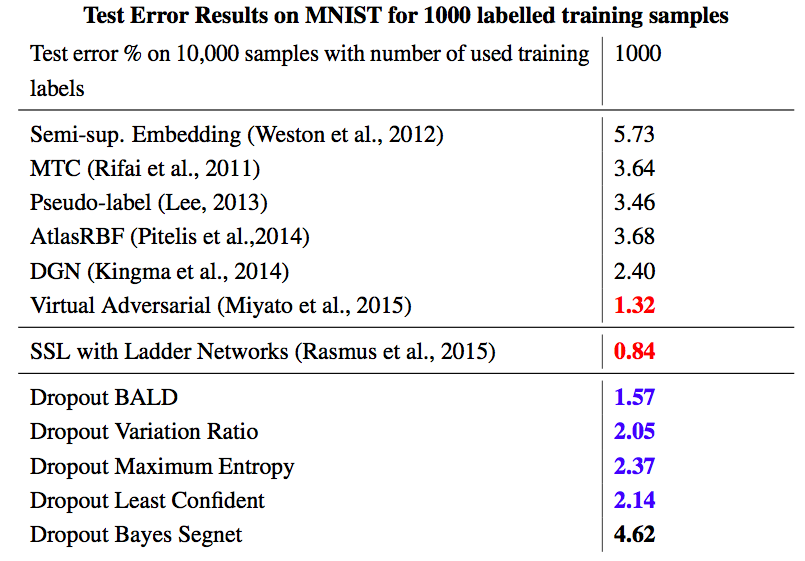 Test Error Results on MNIST for 1000 labelled training samples
Test error % on 10,000 samples with number of used training 1000
labels
Semi-sup. Embedding (Weston et al., 2012) 5.73
MTC (Rifai et al., 2011) 3.64
Pseudo-label (Lee, 2013) 3.46
AtlasRBF (Pitelis et al.,2014) 3.68
DGN (Kingma et al., 2014) 2.40
Virtual Adversarial (Miyato et al., 2015) 1.32
SSL with Ladder Networks (Rasmus et al., 2015) 0.84
Dropout BALD 1.57
Dropout Variation Ratio 2.05
Dropout Maximum Entropy 2.37
Dropout Least Confident 2.14
Dropout Bayes Segnet 4.62